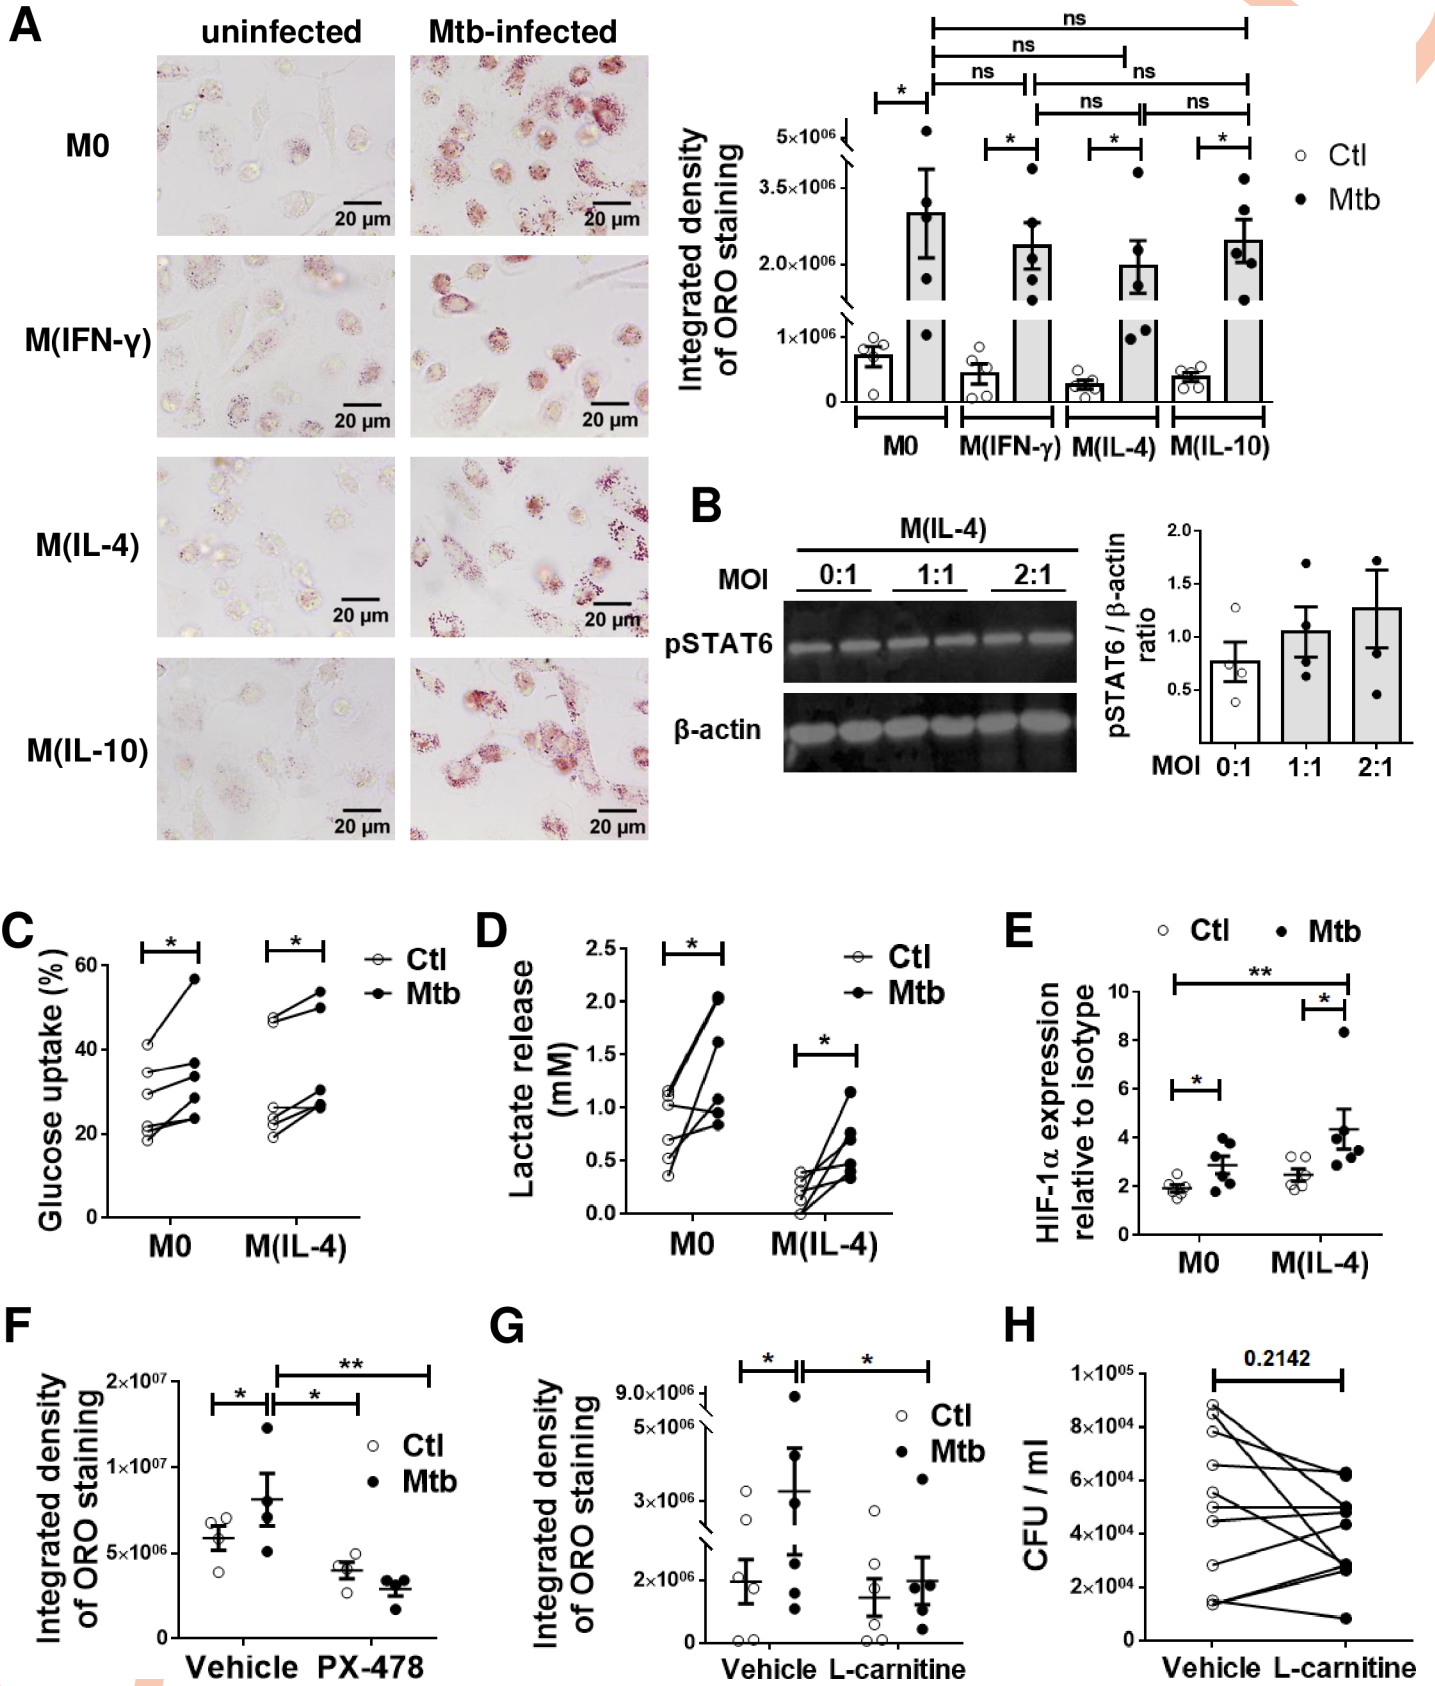 A
uninfected
Mtb-infected
M0
M(IFN-γ)
M(IL-4)
M(IL-10)
20 µm
20 µm
20 µm
20 µm
20 µm
20 µm
20 µm
20 µm
Integrated density
of ORO staining
5×10⁰⁶
3.5×10⁰⁶
2.0×10⁰⁶
1×10⁰⁶
0
ns
ns
ns
ns
ns
ns
*
*
*
*
Ctl
Mtb
M0
M(IFN-γ)
M(IL-4)
M(IL-10)
B
M(IL-4)
MOI
0:1
1:1
2:1
pSTAT6
β-actin
pSTAT6 / β-actin
ratio
2.0
1.5
1.0
0.5
MOI
0:1
1:1
2:1
C
Glucose uptake (%)
60
40
20
0
*
*
Ctl
Mtb
M0
M(IL-4)
D
Lactate release
(mM)
2.5
2.0
1.5
1.0
0.5
0.0
*
*
Ctl
Mtb
M0
M(IL-4)
E
Ctl
Mtb
HIF-1α expression
relative to isotype
10
8
6
4
2
0
**
*
*
M0
M(IL-4)
F
Integrated density
of ORO staining
2×10⁰⁷
1×10⁰⁷
5×10⁰⁶
0
**
*
*
Ctl
Mtb
Vehicle
PX-478
G
Integrated density
of ORO staining
9.0×10⁰⁶
5×10⁰⁶
3×10⁰⁶
2×10⁰⁶
0
*
*
Ctl
Mtb
Vehicle
L-carnitine
H
CFU / ml
1×10⁰⁵
8×10⁰⁴
6×10⁰⁴
4×10⁰⁴
2×10⁰⁴
0
0.2142
Vehicle
L-carnitine